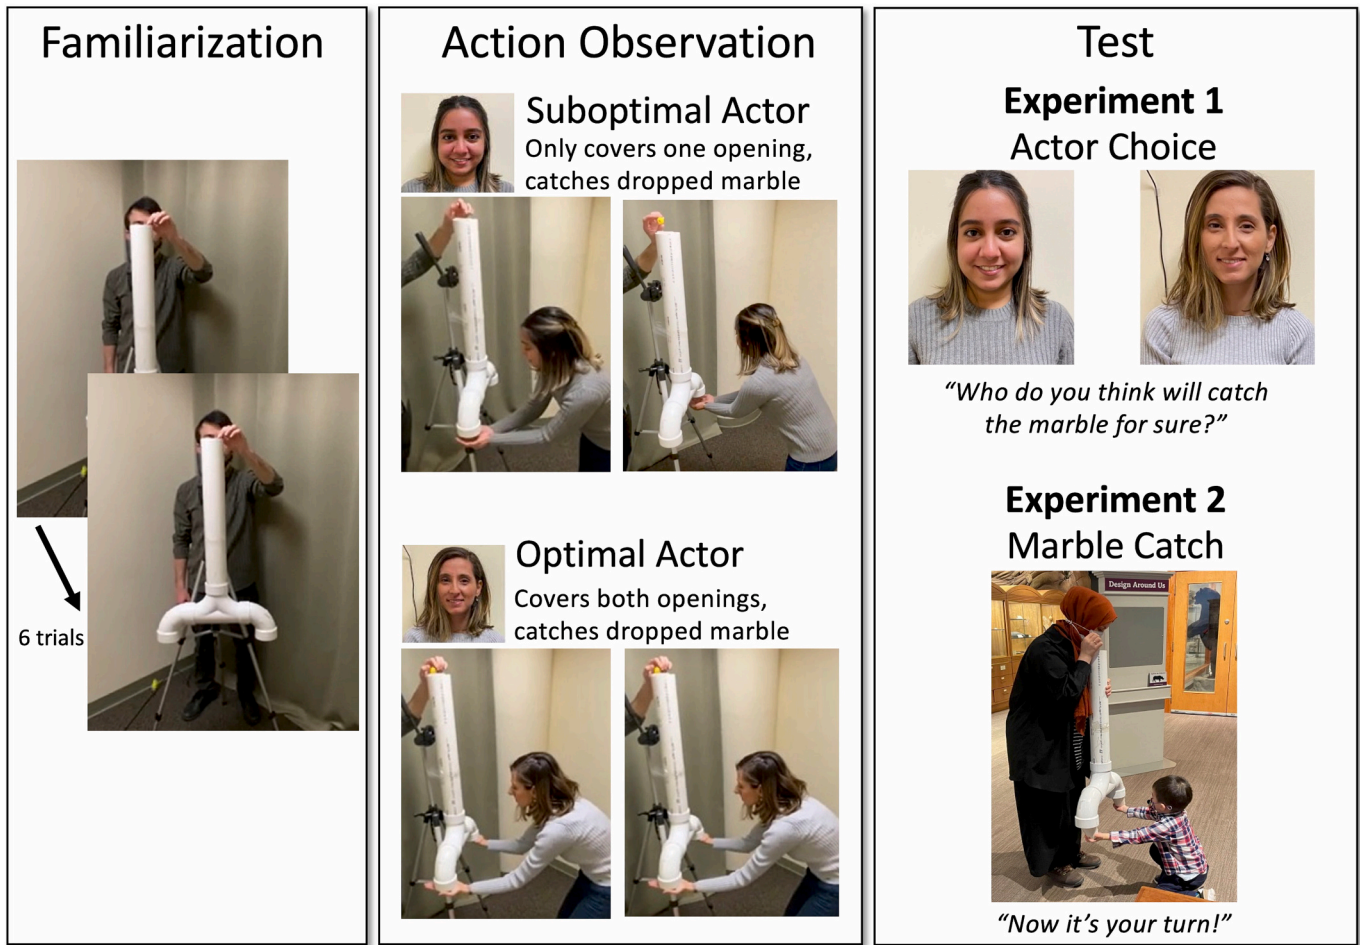 Familiarization
6 trials
Action Observation
Suboptimal Actor
Only covers one opening,
catches dropped marble
Optimal Actor
Covers both openings,
catches dropped marble
Test
Experiment 1
Actor Choice
“Who do you think will catch
the marble for sure?”
Experiment 2
Marble Catch
Design Around Us
“Now it’s your turn!”